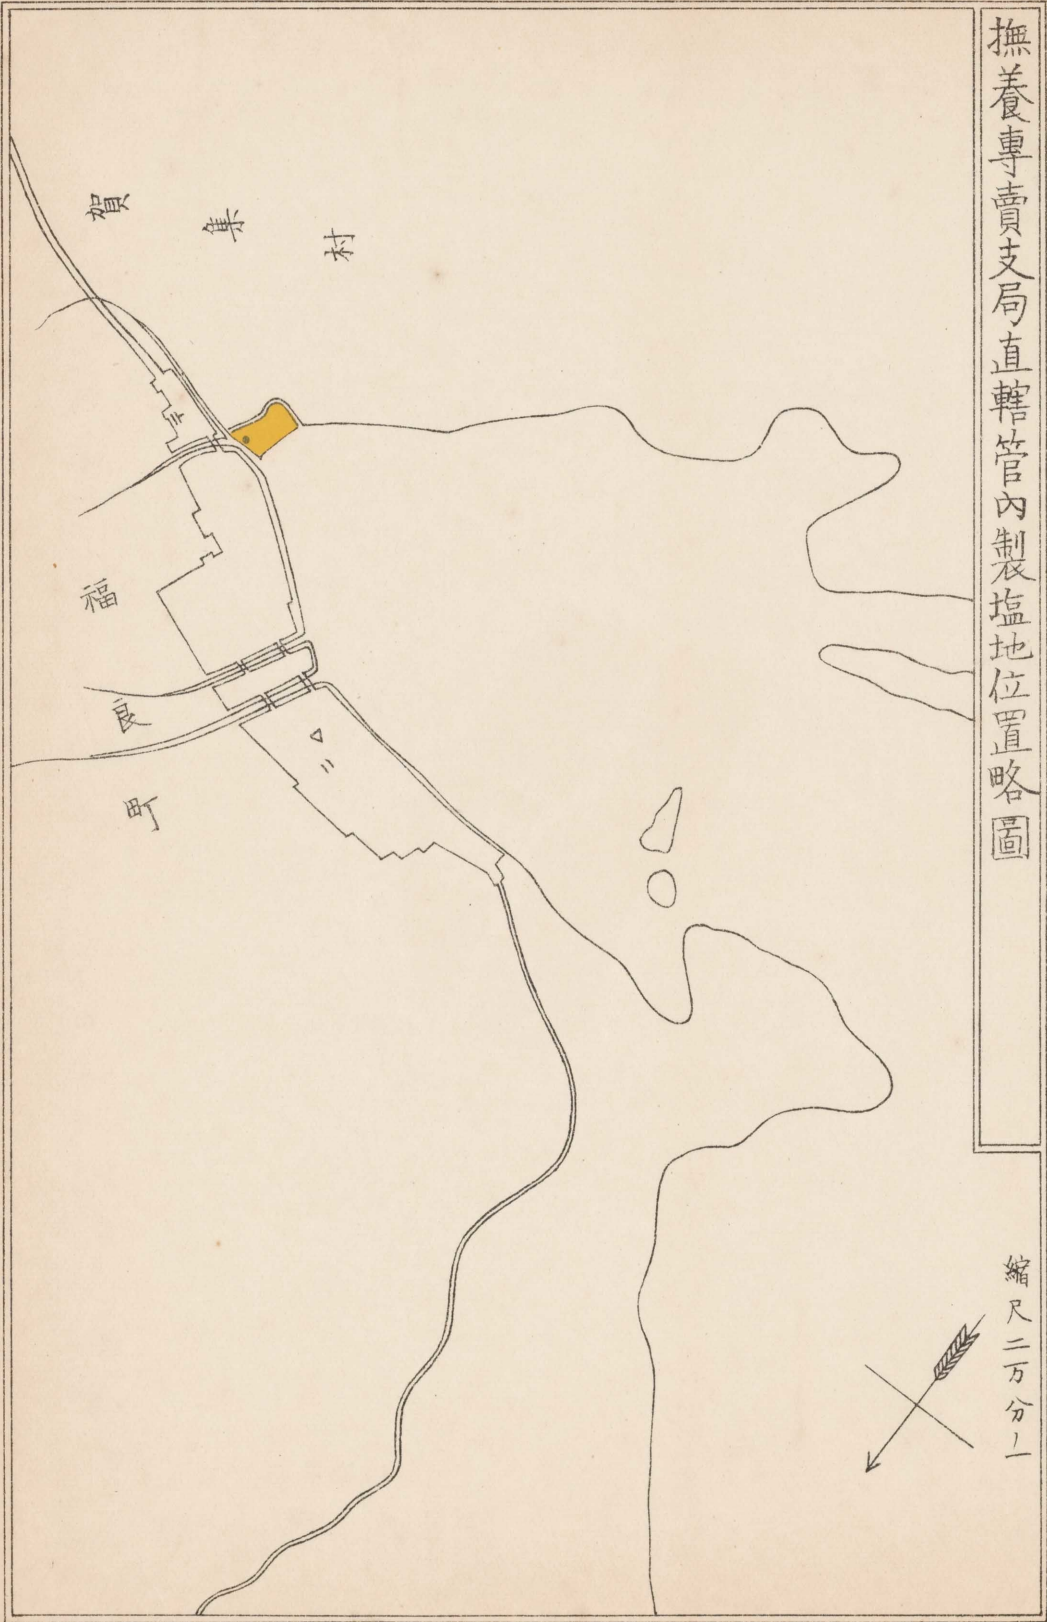 撫養專賣支局直轄管內製塩地位置略圖
賀集村
福良町
縮尺二万分ノ一